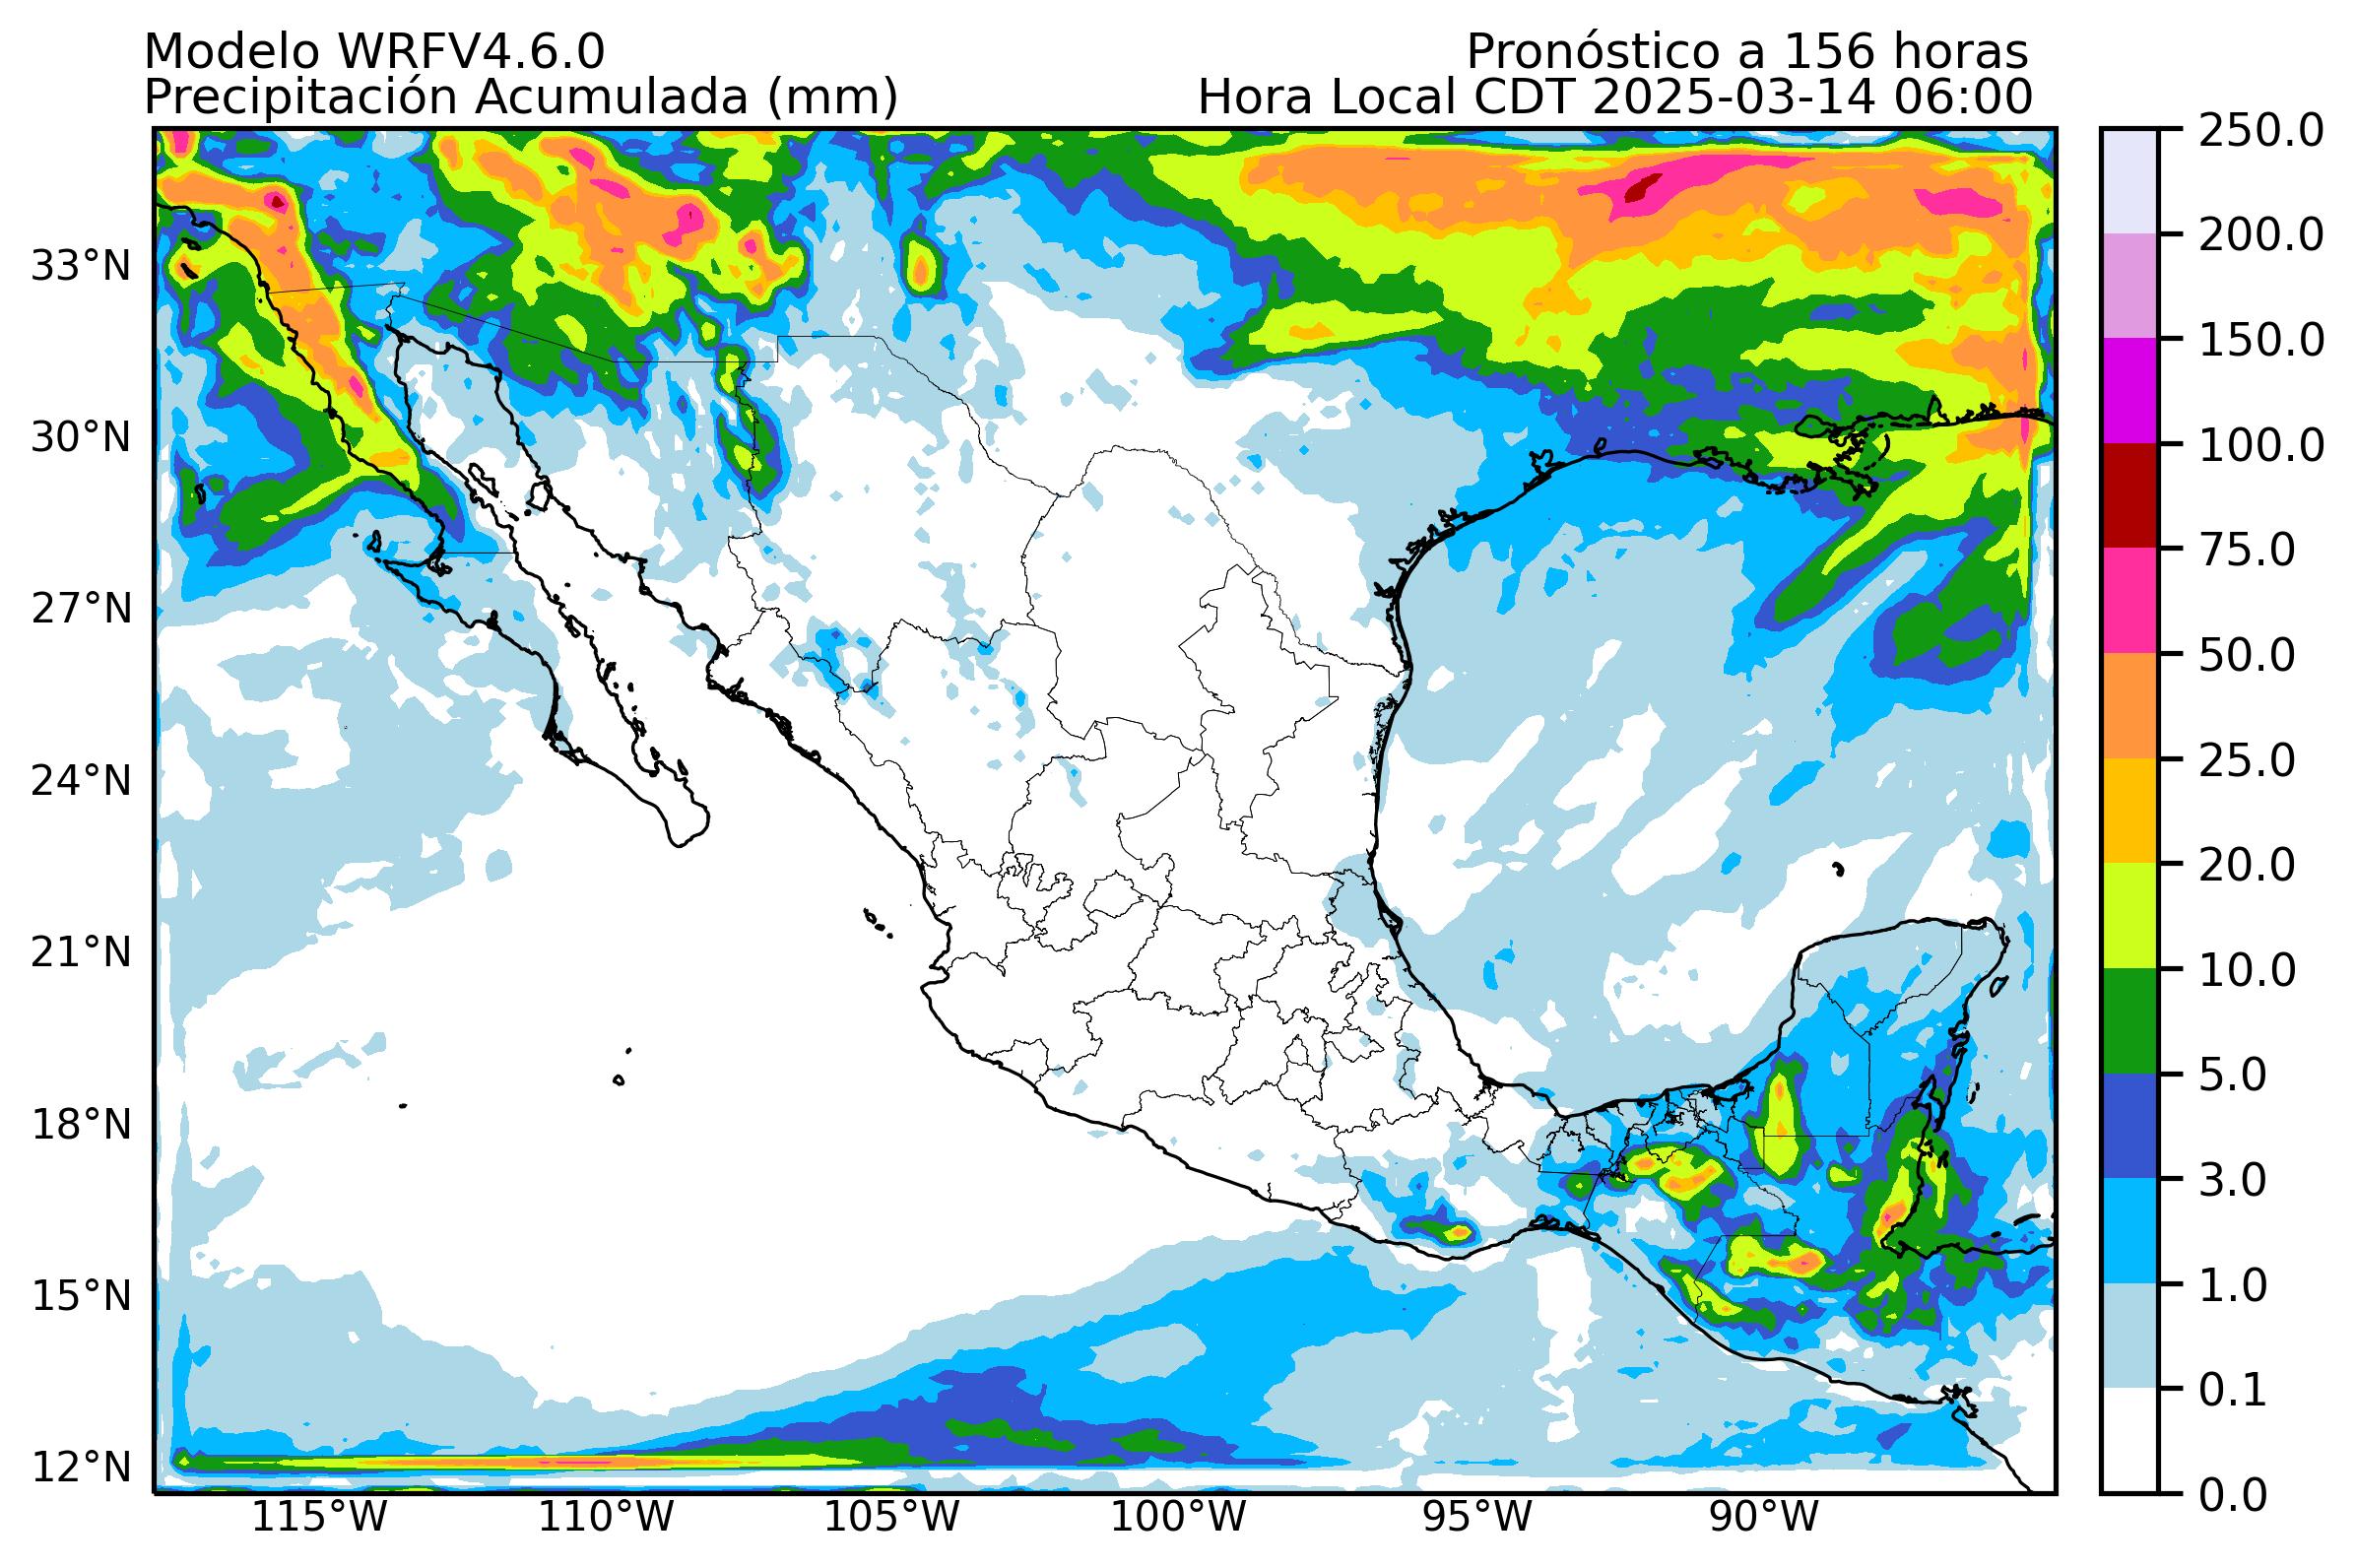 Modelo WRFV4.6.0
Pronóstico a 156 horas
Precipitación Acumulada (mm)
Hora Local CDT 2025-03-14 06:00
33°N
30°N
27°N
24°N
21°N
18°N
15°N
12°N
115°W
110°W
105°W
100°W
95°W
90°W
250.0
200.0
150.0
100.0
75.0
50.0
25.0
20.0
10.0
5.0
3.0
1.0
0.1
0.0